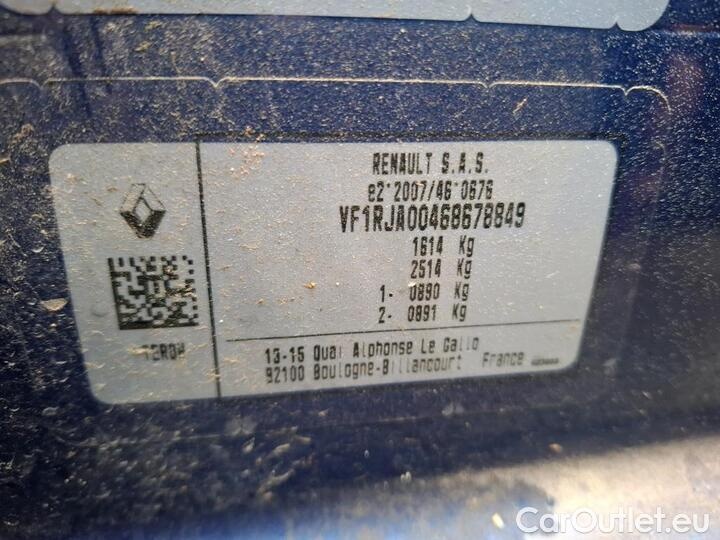 RENAULT S.A.S.
e2*2007/46*0676
VF1RJA00468678849
1614 Kg
2514 Kg
1- 0890 Kg
2- 0891 Kg
13-15 Quai Alphonse Le Gallo
92100 Boulogne-Billancourt France
CarOutlet.eu